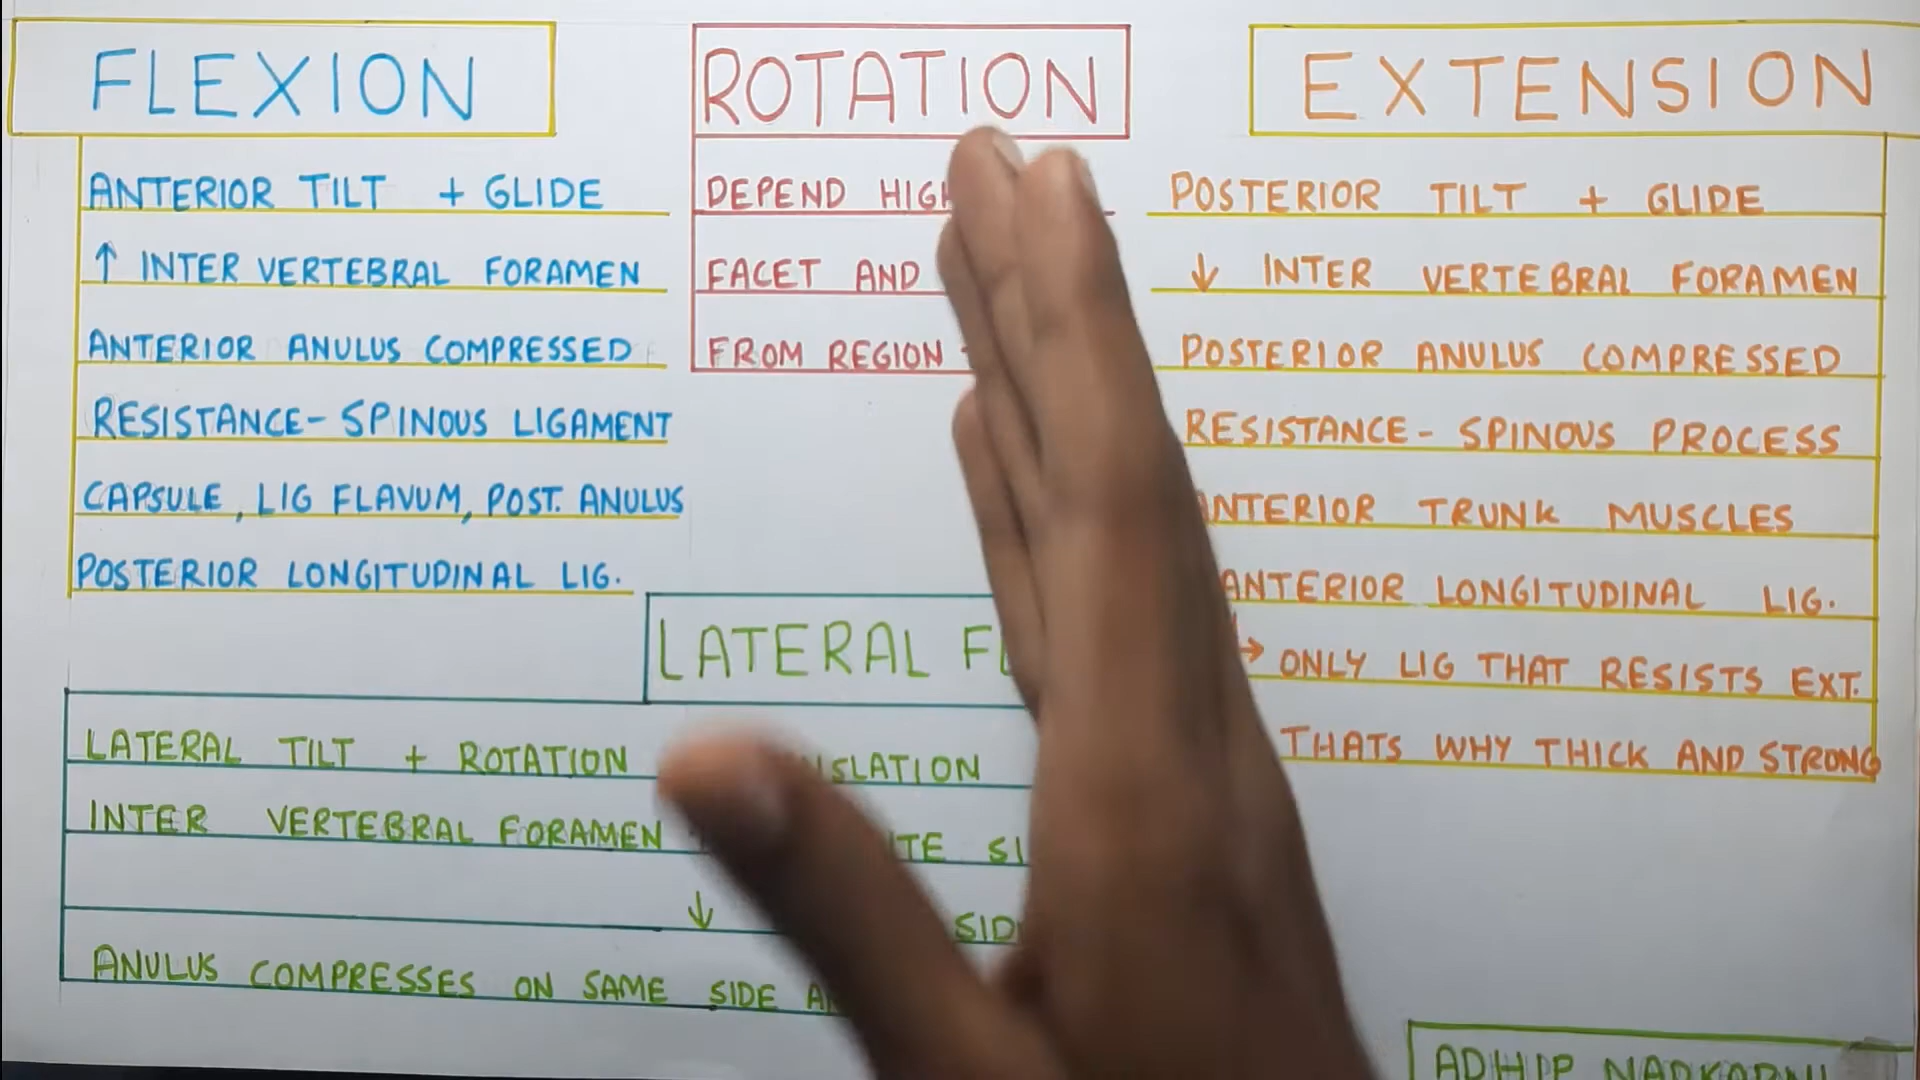 FLEXION
ANTERIOR TILT + GLIDE
↑ INTER VERTEBRAL FORAMEN
ANTERIOR ANULUS COMPRESSED
RESISTANCE- SPINOUS LIGAMENT
CAPSULE, LIG FLAVUM, POST. ANULUS
POSTERIOR LONGITUDINAL LIG.
ROTATION
DEPEND
FACET AND
FROM REGION
EXTENSION
POSTERIOR TILT + GLIDE
↓ INTER VERTEBRAL FORAMEN
POSTERIOR ANULUS COMPRESSED
RESISTANCE - SPINOUS PROCESS
ANTERIOR TRUNK MUSCLES
ANTERIOR LONGITUDINAL LIG.
→ ONLY LIG THAT RESISTS EXT.
THATS WHY THICK AND STRONG
LATERAL
LATERAL TILT + ROTATION
INTER VERTEBRAL FORAMEN
↓
ANULUS COMPRESSES ON SAME SIDE
ADHIP NADKARNI